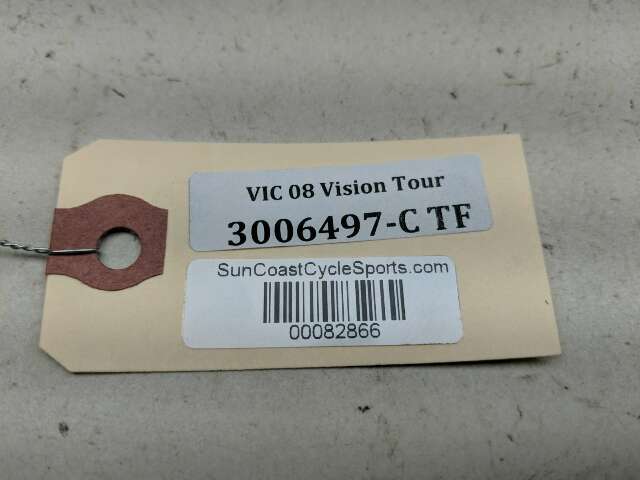 VIC 08 Vision Tour
3006497-C TF
SunCoastCycleSports.com
00082866